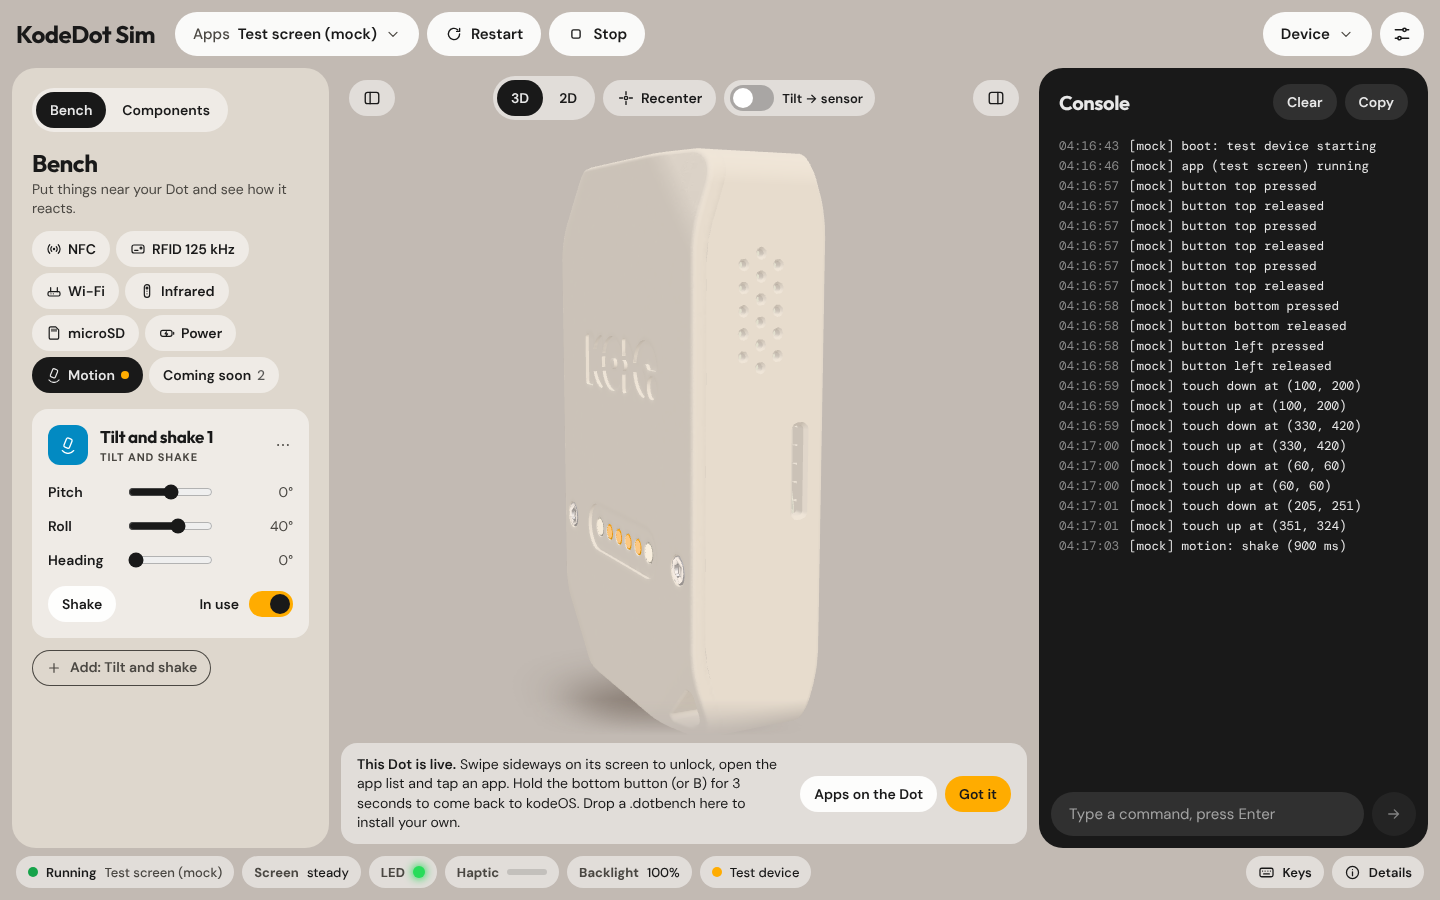 KodeDot Sim
Apps Test screen (mock)
Restart
Stop
Device
Bench
Components
Bench
Put things near your Dot and see how it
reacts.
NFC
RFID 125 kHz
Wi-Fi
Infrared
microSD
Power
Motion
Coming soon 2
Tilt and shake 1
TILT AND SHAKE
...
Pitch 0°
Roll 40°
Heading 0°
Shake
In use
+ Add: Tilt and shake
3D
2D
Recenter
Tilt → sensor
This Dot is live. Swipe sideways on its screen to unlock, open the
app list and tap an app. Hold the bottom button (or B) for 3
seconds to come back to kodeOS. Drop a .dotbench here to
install your own.
Apps on the Dot
Got it
Console
Clear
Copy
04:16:43 [mock] boot: test device starting
04:16:46 [mock] app (test screen) running
04:16:57 [mock] button top pressed
04:16:57 [mock] button top released
04:16:57 [mock] button top pressed
04:16:57 [mock] button top released
04:16:57 [mock] button top pressed
04:16:57 [mock] button top released
04:16:58 [mock] button bottom pressed
04:16:58 [mock] button bottom released
04:16:58 [mock] button left pressed
04:16:58 [mock] button left released
04:16:59 [mock] touch down at (100, 200)
04:16:59 [mock] touch up at (100, 200)
04:16:59 [mock] touch down at (330, 420)
04:17:00 [mock] touch up at (330, 420)
04:17:00 [mock] touch down at (60, 60)
04:17:00 [mock] touch up at (60, 60)
04:17:01 [mock] touch down at (205, 251)
04:17:01 [mock] touch up at (351, 324)
04:17:03 [mock] motion: shake (900 ms)
Type a command, press Enter
Running Test screen (mock)
Screen steady
LED
Haptic
Backlight 100%
Test device
Keys
Details